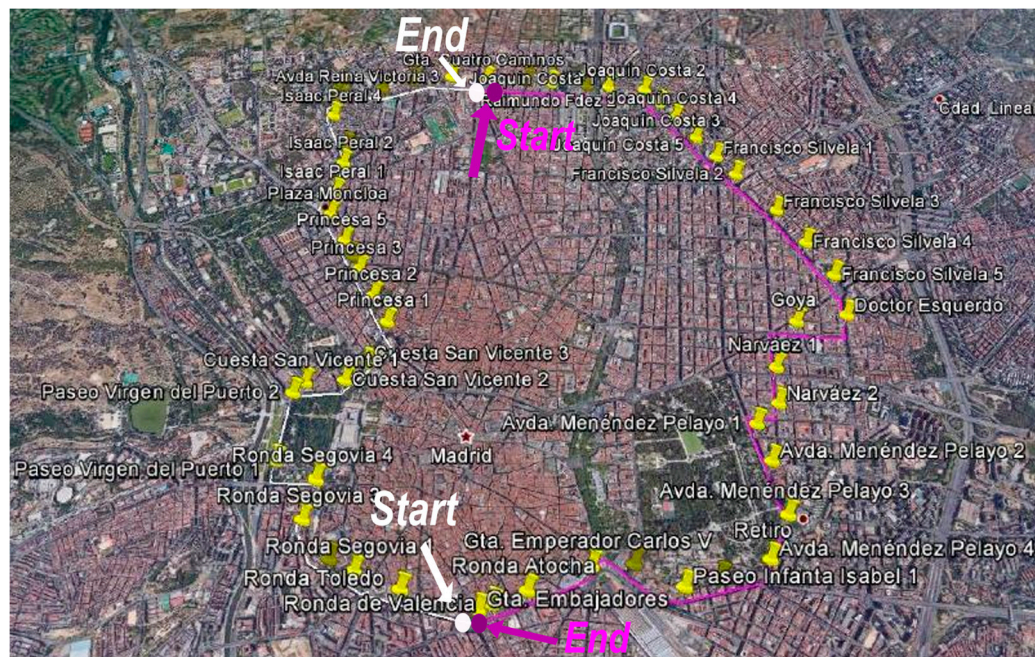 End
Gta. Cuatro Caminos
Avda Reina Victoria 3
Joaquín Costa 1
Joaquín Costa 2
Isaac Peral 4
Raimundo Fdez
Joaquín Costa 4
Cdad. Lineal
Start
Joaquín Costa 3
Isaac Peral 2
Joaquín Costa 5
Francisco Silvela 1
Isaac Peral 1
Francisco Silvela 2
Plaza Moncloa
Francisco Silvela 3
Princesa 5
Princesa 3
Francisco Silvela 4
Princesa 2
Francisco Silvela 5
Princesa 1
Goya
Doctor Esquerdo
Narváez 1
Cuesta San Vicente 1
Cuesta San Vicente 3
Cuesta San Vicente 2
Paseo Virgen del Puerto 2
Narváez 2
Avda. Menéndez Pelayo 1
Madrid
Ronda Segovia 4
Avda. Menéndez Pelayo 2
Paseo Virgen del Puerto 1
Ronda Segovia 3
Avda. Menéndez Pelayo 3
Start
Retiro
Ronda Segovia 1
Gta. Emperador Carlos V
Avda. Menéndez Pelayo 4
Ronda Atocha
Ronda Toledo
Paseo Infanta Isabel 1
Ronda de Valencia
Gta. Embajadores
End